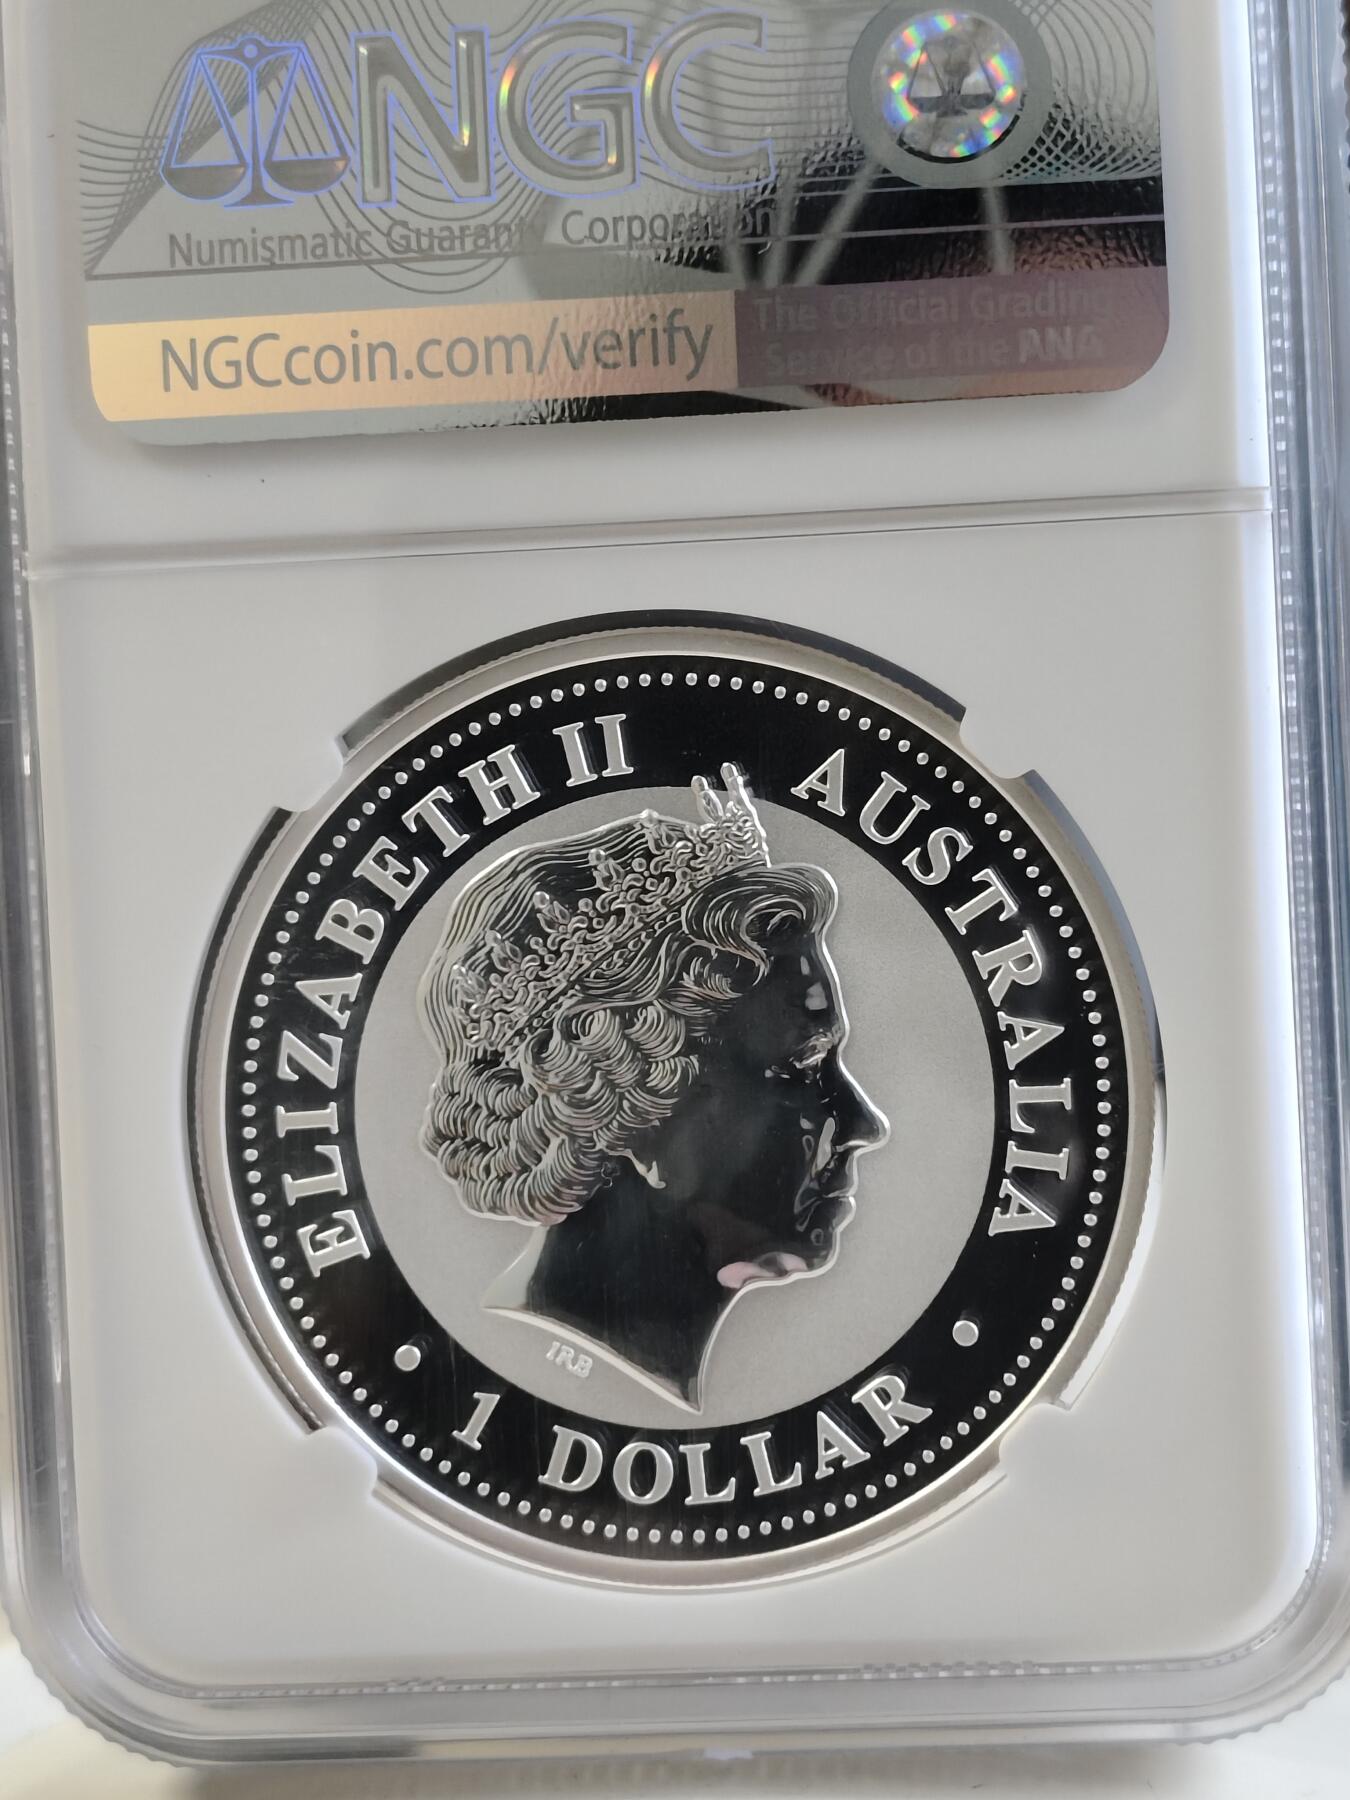 NGC
Numismatic Guaranty Corporation
NGCcoin.com/verify
The Official Grading
Service of the ANA
ELIZABETH II AUSTRALIA
IRB
• 1 DOLLAR •